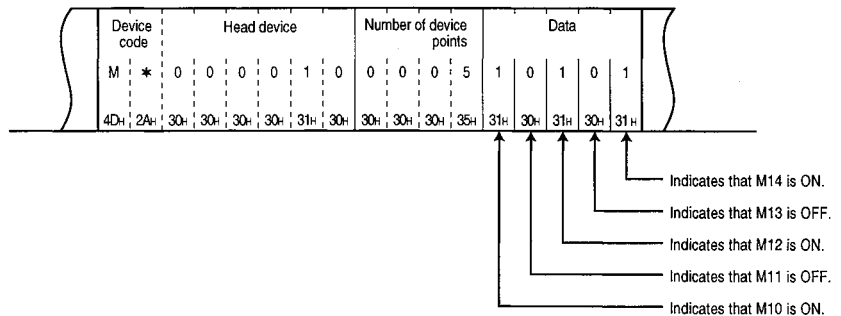 Device code Head device Number of device points Data
M * 0 0 0 0 1 0 0 0 0 5 1 0 1 0 1
4DH 2AH 30H 30H 30H 30H 31H 30H 30H 30H 30H 35H 31H 30H 31H 30H 31H
Indicates that M14 is ON.
Indicates that M13 is OFF.
Indicates that M12 is ON.
Indicates that M11 is OFF.
Indicates that M10 is ON.